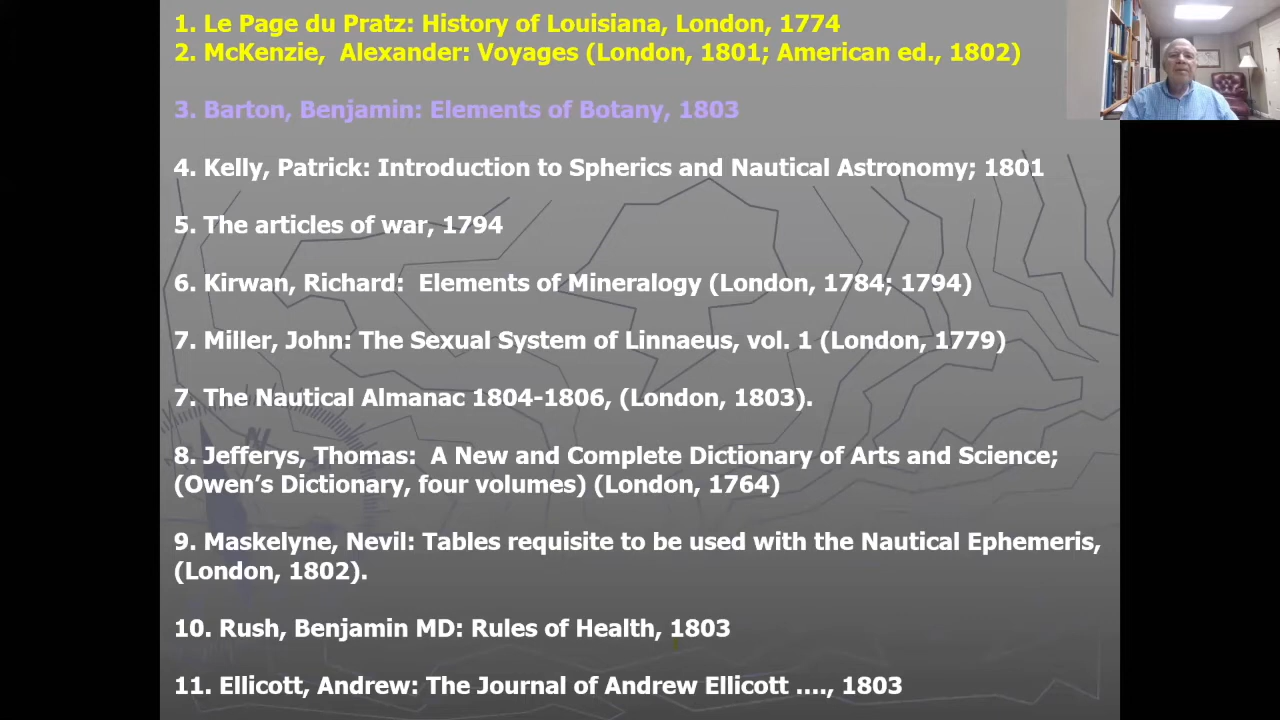 1. Le Page du Pratz: History of Louisiana, London, 1774
2. McKenzie,  Alexander: Voyages (London, 1801; American ed., 1802)
3. Barton, Benjamin: Elements of Botany, 1803
4. Kelly, Patrick: Introduction to Spherics and Nautical Astronomy; 1801
5. The articles of war, 1794
6. Kirwan, Richard:  Elements of Mineralogy (London, 1784; 1794)
7. Miller, John: The Sexual System of Linnaeus, vol. 1 (London, 1779)
7. The Nautical Almanac 1804-1806, (London, 1803).
8. Jefferys, Thomas:  A New and Complete Dictionary of Arts and Science;
(Owen’s Dictionary, four volumes) (London, 1764)
9. Maskelyne, Nevil: Tables requisite to be used with the Nautical Ephemeris,
(London, 1802).
10. Rush, Benjamin MD: Rules of Health, 1803
11. Ellicott, Andrew: The Journal of Andrew Ellicott …., 1803